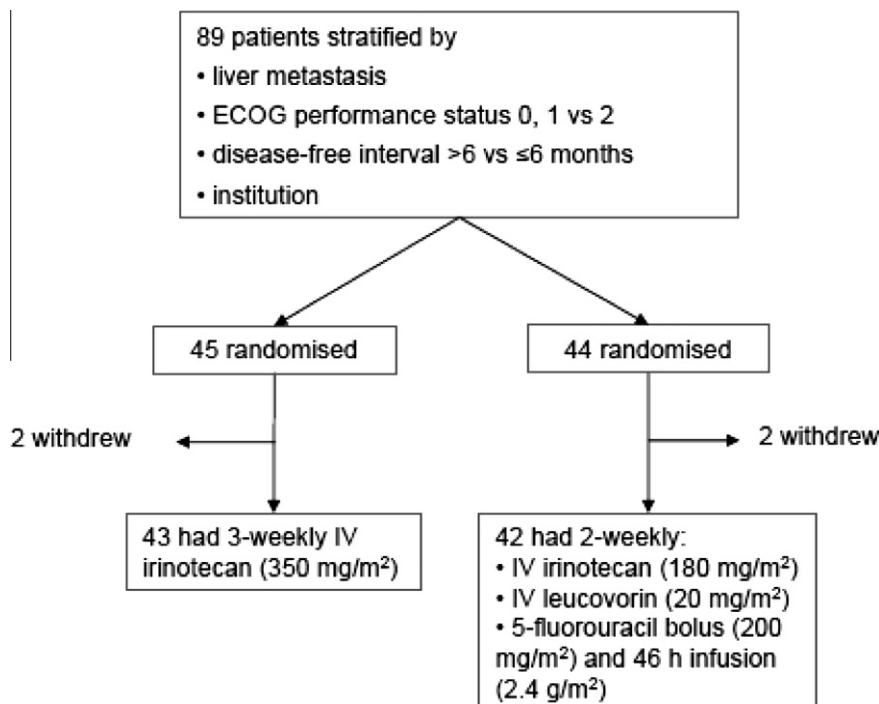 89 patients stratified by
• liver metastasis
• ECOG performance status 0, 1 vs 2
• disease-free interval >6 vs ≤6 months
• institution
45 randomised
44 randomised
2 withdrew
2 withdrew
43 had 3-weekly IV
irinotecan (350 mg/m²)
42 had 2-weekly:
• IV irinotecan (180 mg/m²)
• IV leucovorin (20 mg/m²)
• 5-fluorouracil bolus (200
mg/m²) and 46 h infusion
(2.4 g/m²)